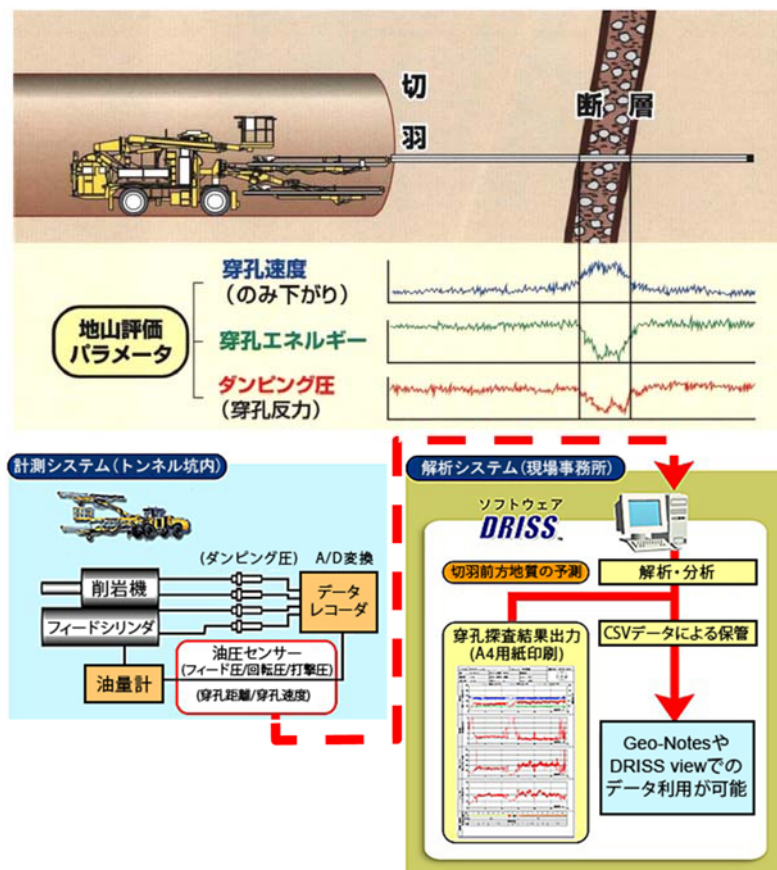 切
羽
断 層
穿孔速度
(のみ下がり)
地山評価
パラメータ
穿孔エネルギー
ダンピング圧
(穿孔反力)
計測システム(トンネル坑内)
(ダンピング圧) A/D変換
削岩機
フィードシリンダ
データ
レコーダ
油圧センサー
(フィード圧/回転圧/打撃圧)
(穿孔距離/穿孔速度)
油量計
解析システム(現場事務所)
ソフトウェア
DRISS TM
切羽前方地質の予測
解析・分析
穿孔探査結果出力
(A4用紙印刷)
CSVデータによる保管
Geo-Notesや
DRISS viewでの
データ利用が可能